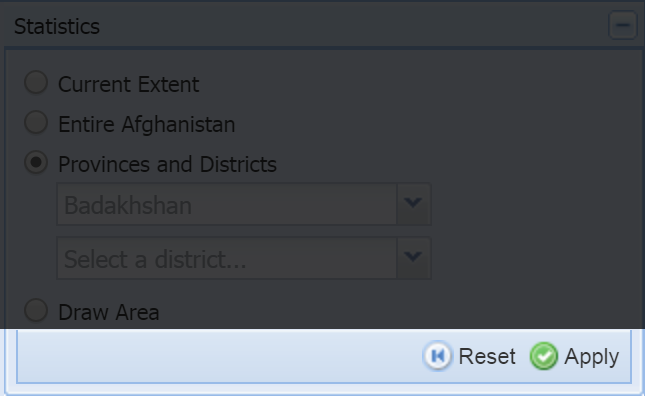 Statistics
Current Extent
Entire Afghanistan
Provinces and Districts
Badakhshan
Select a district...
Draw Area
Reset Apply